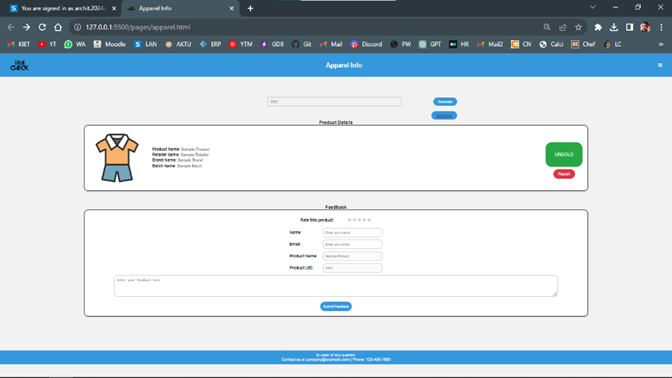 You are signed in as archit.2024
Apparel Info
127.0.0.1:5500/pages/apparel.html
KIET
YT
WA
Moodle
LAN
AKTU
ERP
YTM
GDB
Git
Mail
Discord
PW
GPT
HR
Mail2
CN
Calci
Chef
LC
CHECK
Apparel Info
Product Details
Product Name: Sample Product
Retailer Name: Sample Retailer
Brand Name: Sample Brand
Batch Name: Sample Batch
UNSOLD
Report
Feedback
Rate this product:
Name:
Enter your name
Email:
Enter your email
Product Name:
Sample Product
Product UID:
Enter your feedback here
Submit Feedback
In case of any queries:
Contact us at company@example.com | Phone: 123-456-7890